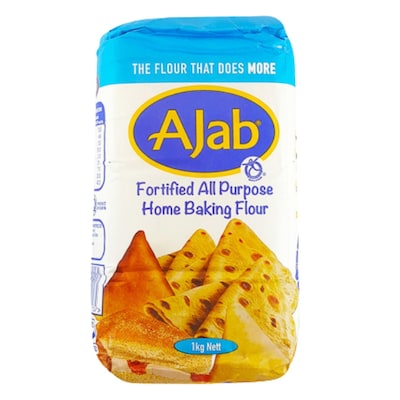 THE FLOUR THAT DOES MORE
AJab®
Fortified All Purpose
Home Baking Flour
1kg Nett